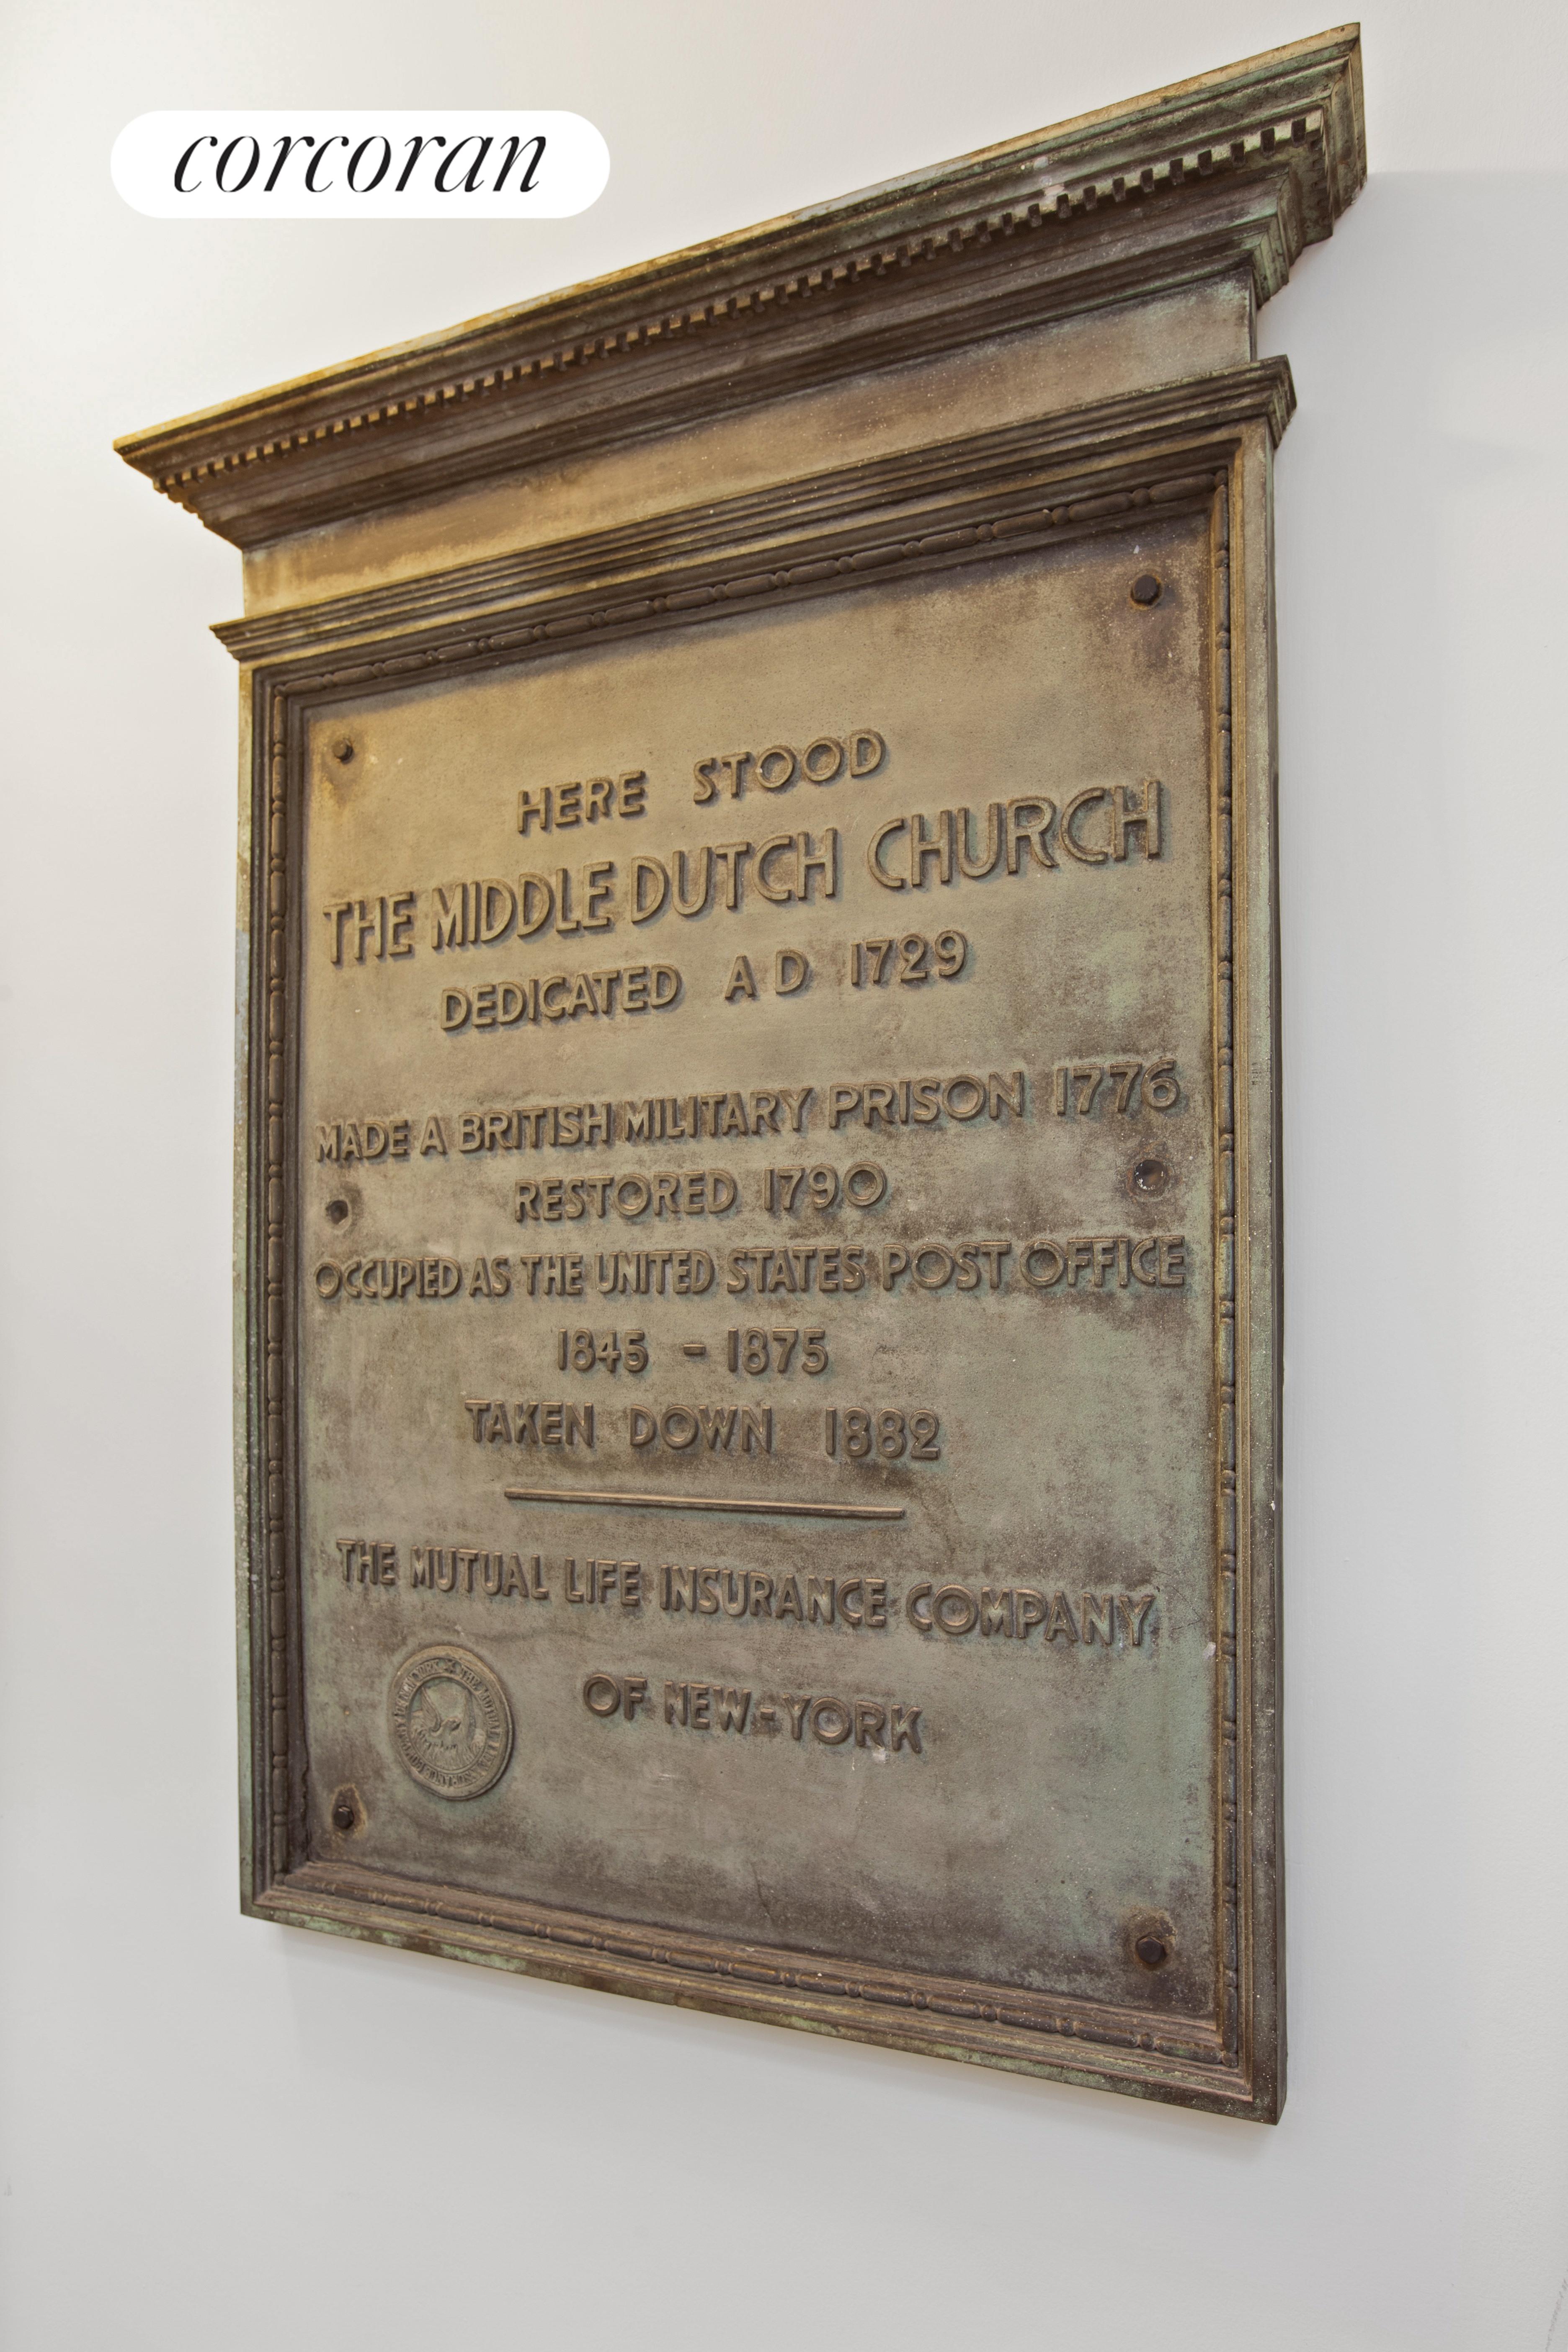 corcoran
HERE STOOD
THE MIDDLE DUTCH CHURCH
DEDICATED A D 1729
MADE A BRITISH MILITARY PRISON 1776
RESTORED 1790
OCCUPIED AS THE UNITED STATES POST OFFICE
1845 - 1875
TAKEN DOWN 1882
THE MUTUAL LIFE INSURANCE COMPANY
OF NEW-YORK